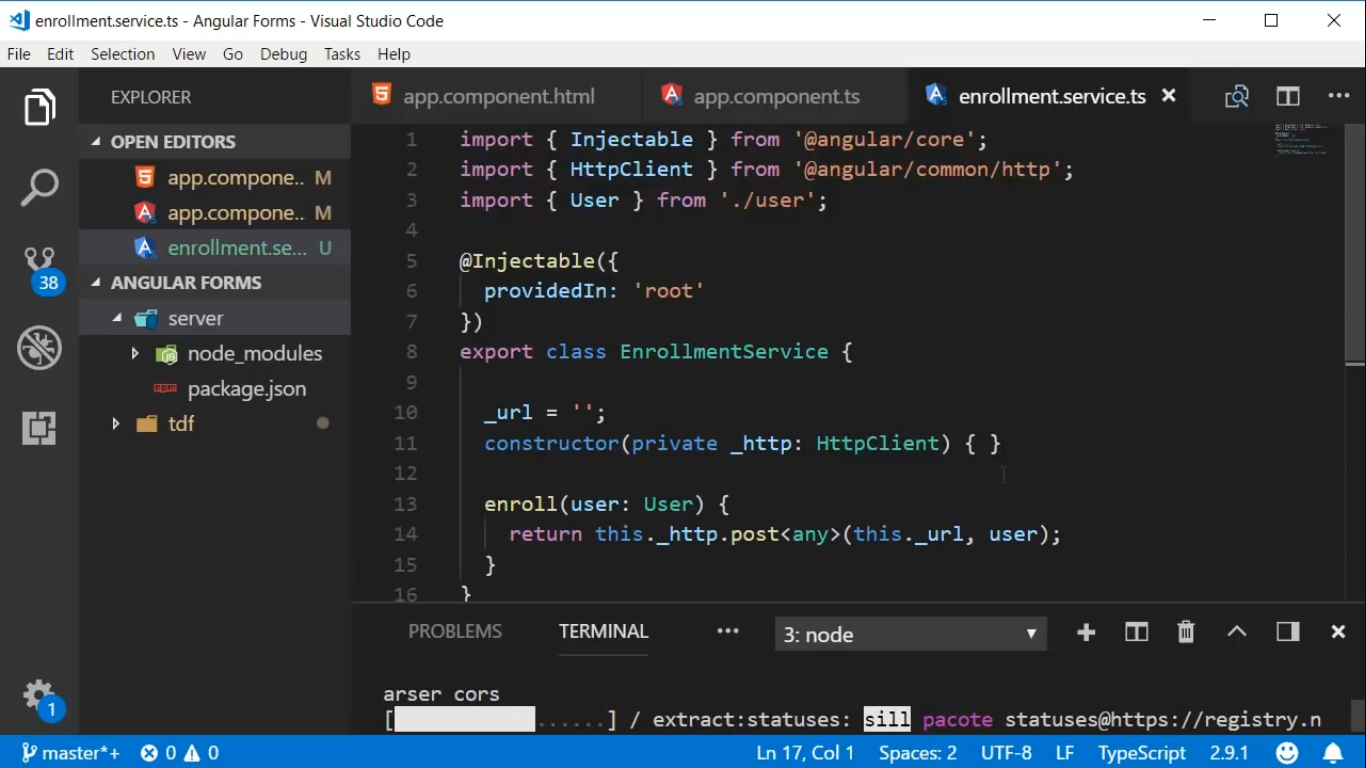 enrollment.service.ts - Angular Forms - Visual Studio Code
File Edit Selection View Go Debug Tasks Help
EXPLORER
OPEN EDITORS
app.compone.. M
app.compone.. M
enrollment.se... U
ANGULAR FORMS
server
node_modules
package.json
tdf
38
1
app.component.html app.component.ts enrollment.service.ts
1 import { Injectable } from '@angular/core';
2 import { HttpClient } from '@angular/common/http';
3 import { User } from './user';
4
5 @Injectable({
6 providedIn: 'root'
7 })
8 export class EnrollmentService {
9
10 _url = '';
11 constructor(private _http: HttpClient) { }
12
13 enroll(user: User) {
14 return this._http.post<any>(this._url, user);
15 }
16 }
PROBLEMS TERMINAL ... 3: node
arser cors
[ ......] / extract:statuses: sill pacote statuses@https://registry.n
master*+ 0 0 Ln 17, Col 1 Spaces: 2 UTF-8 LF TypeScript 2.9.1